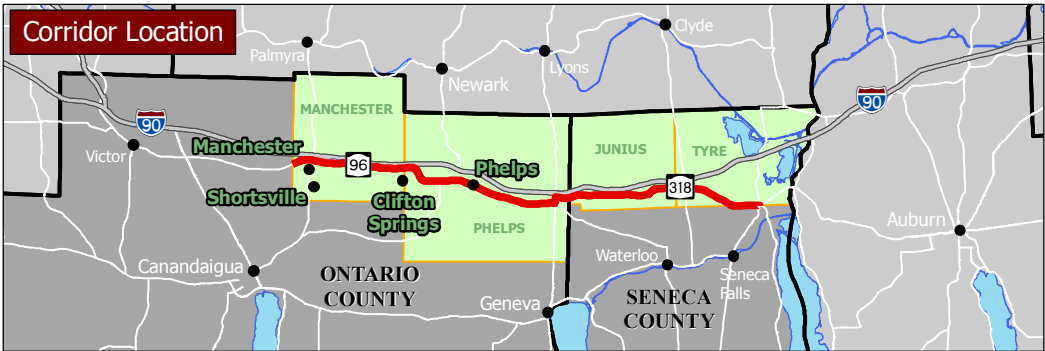 Corridor Location
Clyde
Palmyra
Lyons
Newark
90
MANCHESTER
90
Manchester
Victor
96
JUNIUS
TYRE
Phelps
318
Shortsville
Clifton
Springs
PHELPS
Auburn
Canandaigua
ONTARIO
COUNTY
Waterloo
Seneca
Falls
Geneva
SENECA
COUNTY